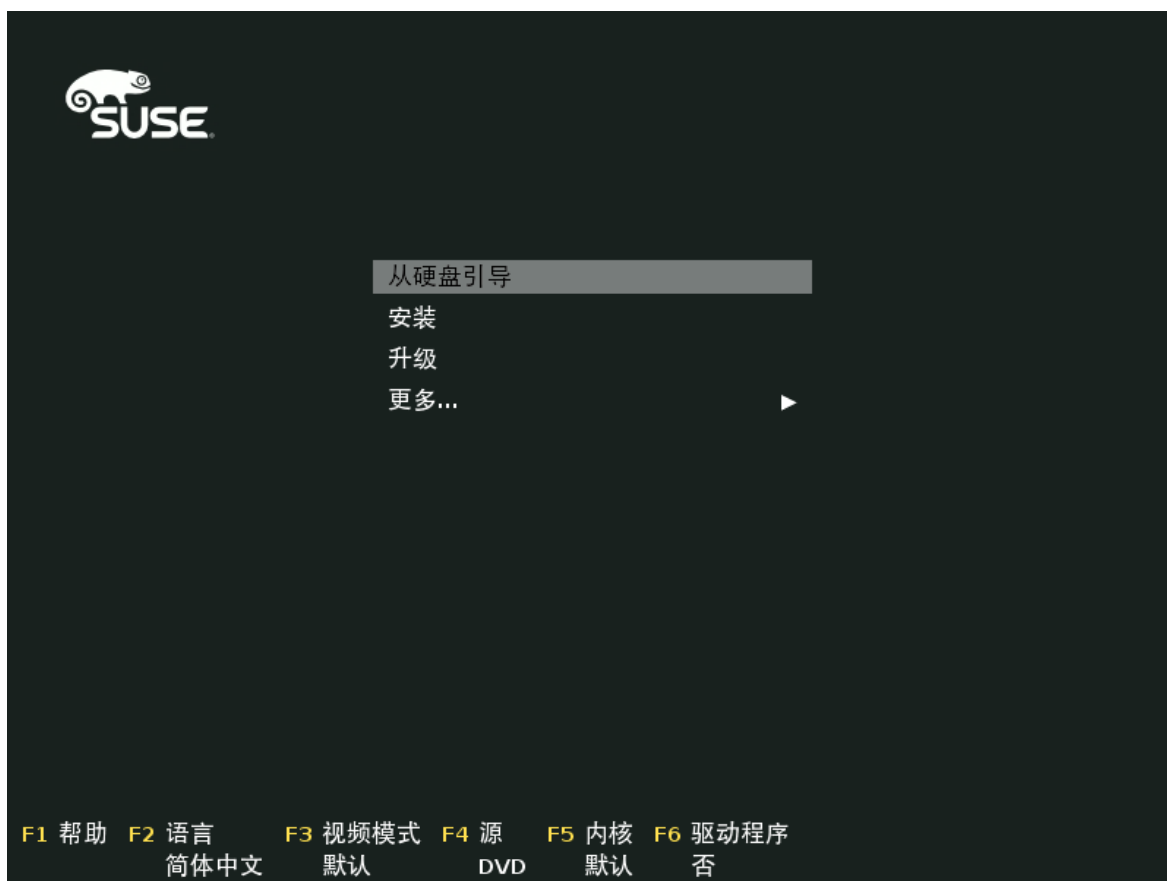 SUSE
从硬盘引导
安装
升级
更多...
F1 帮助 F2 语言 F3 视频模式 F4 源 F5 内核 F6 驱动程序
简体中文 默认 DVD 默认 否